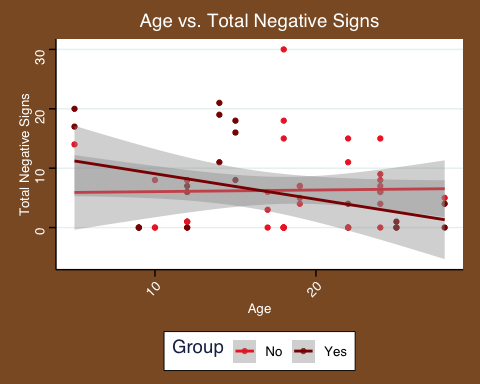 Age vs. Total Negative Signs
Total Negative Signs
30
20
10
0
10
20
Age
Group
No
Yes